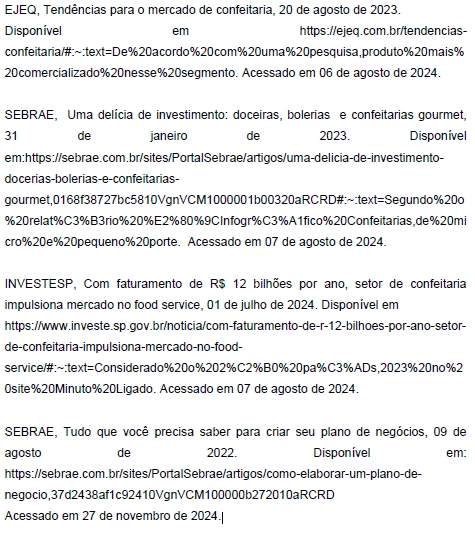 EJEQ, Tendências para o mercado de confeitaria, 20 de agosto de 2023.
Disponível em https://ejeq.com.br/tendencias-
confeitaria/#:~:text=De%20acordo%20com%20uma%20pesquisa,produto%20mais%
20comercializado%20nesse%20segmento. Acessado em 06 de agosto de 2024.
SEBRAE, Uma delícia de investimento: doceiras, bolerias e confeitarias gourmet,
31 de janeiro de 2023. Disponível
em:https://sebrae.com.br/sites/PortalSebrae/artigos/uma-delicia-de-investimento-
docerias-bolerias-e-confeitarias-
gourmet,0168f38727bc5810VgnVCM1000001b00320aRCRD#:~:text=Segundo%20o
%20relat%C3%B3rio%20%E2%80%9CInfogr%C3%A1fico%20Confeitarias,de%20mi
cro%20e%20pequeno%20porte. Acessado em 07 de agosto de 2024.
INVESTESP, Com faturamento de R$ 12 bilhões por ano, setor de confeitaria
impulsiona mercado no food service, 01 de julho de 2024. Disponível em
https://www.investe.sp.gov.br/noticia/com-faturamento-de-r-12-bilhoes-por-ano-setor-
de-confeitaria-impulsiona-mercado-no-food-
service/#:~:text=Considerado%20o%202%C2%B0%20pa%C3%ADs,2023%20no%2
0site%20Minuto%20Ligado. Acessado em 07 de agosto de 2024.
SEBRAE, Tudo que você precisa saber para criar seu plano de negócios, 09 de
agosto de 2022. Disponível em:
https://sebrae.com.br/sites/PortalSebrae/artigos/como-elaborar-um-plano-de-
negocio,37d2438af1c92410VgnVCM100000b272010aRCRD
Acessado em 27 de novembro de 2024.